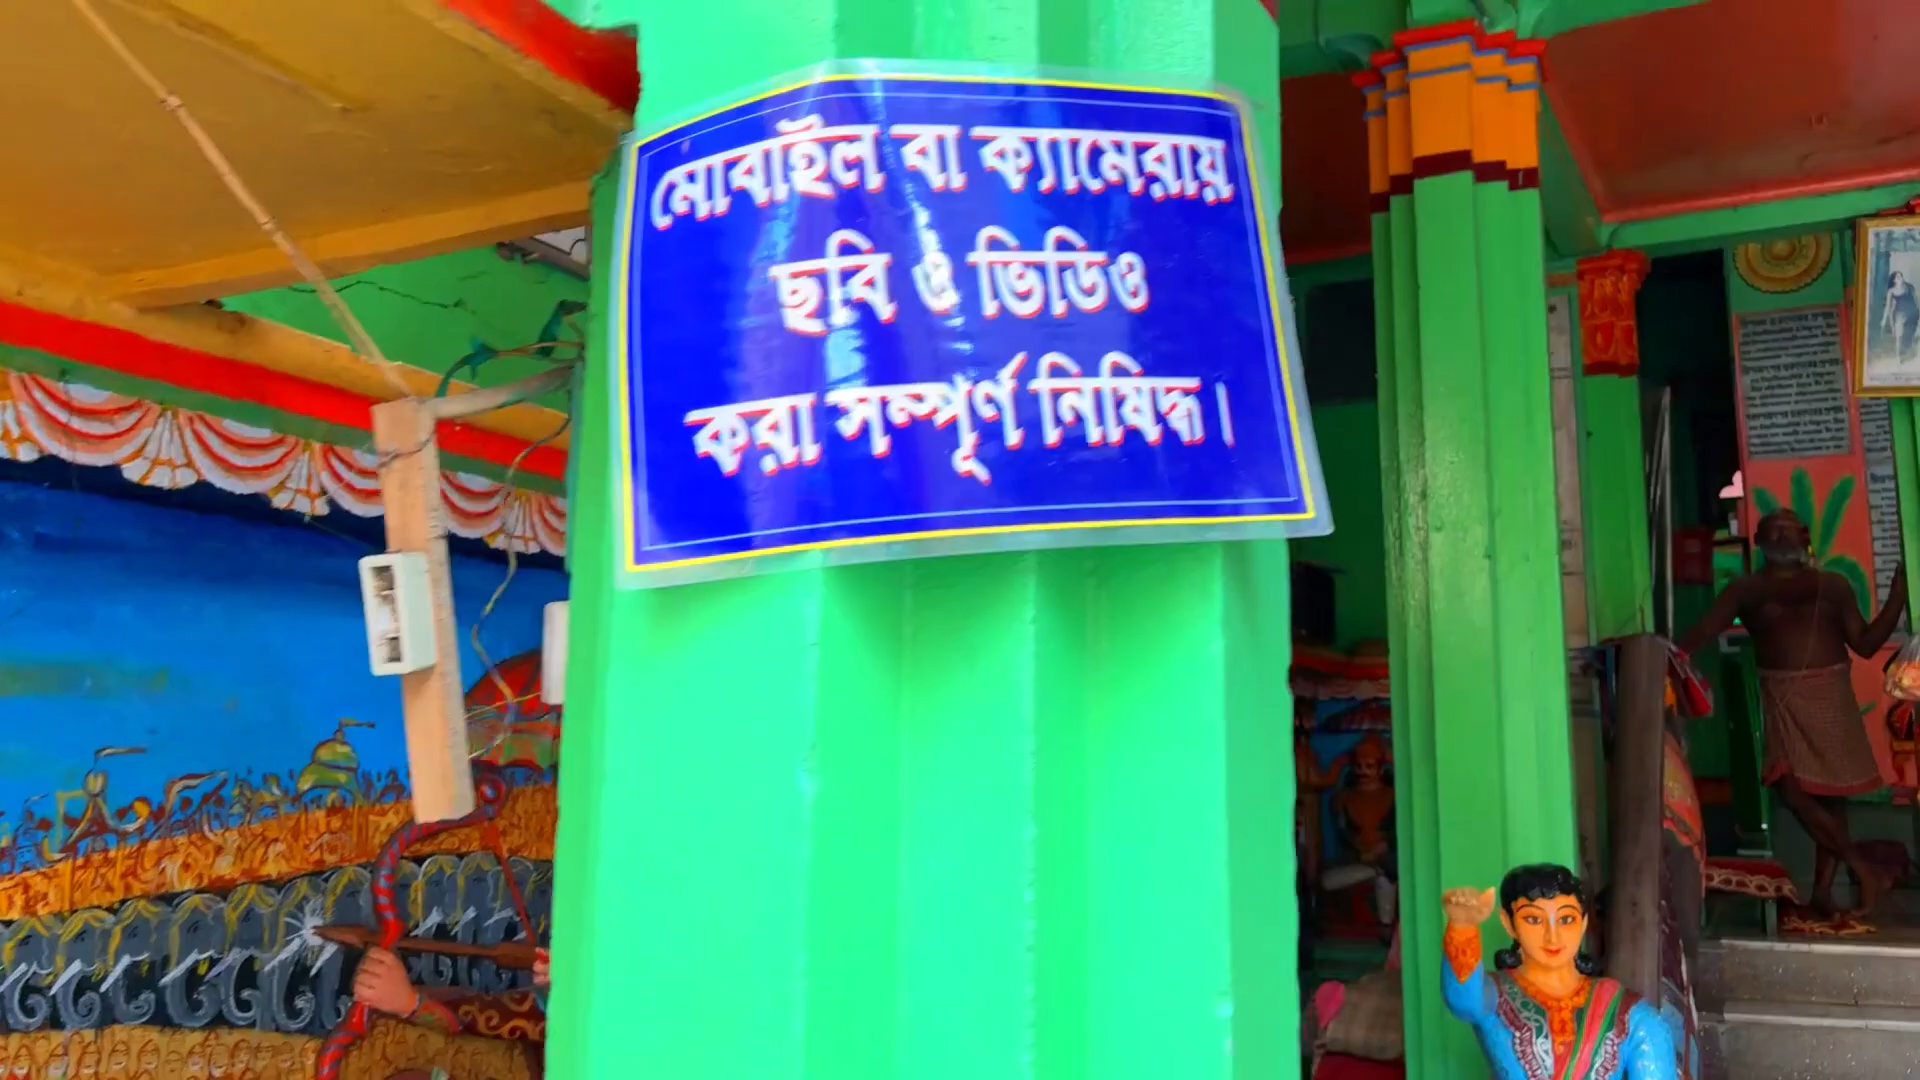 মোবাইল বা ক্যামেরায়
ছবি ও ভিডিও
করা সম্পূর্ণ নিষিদ্ধ।